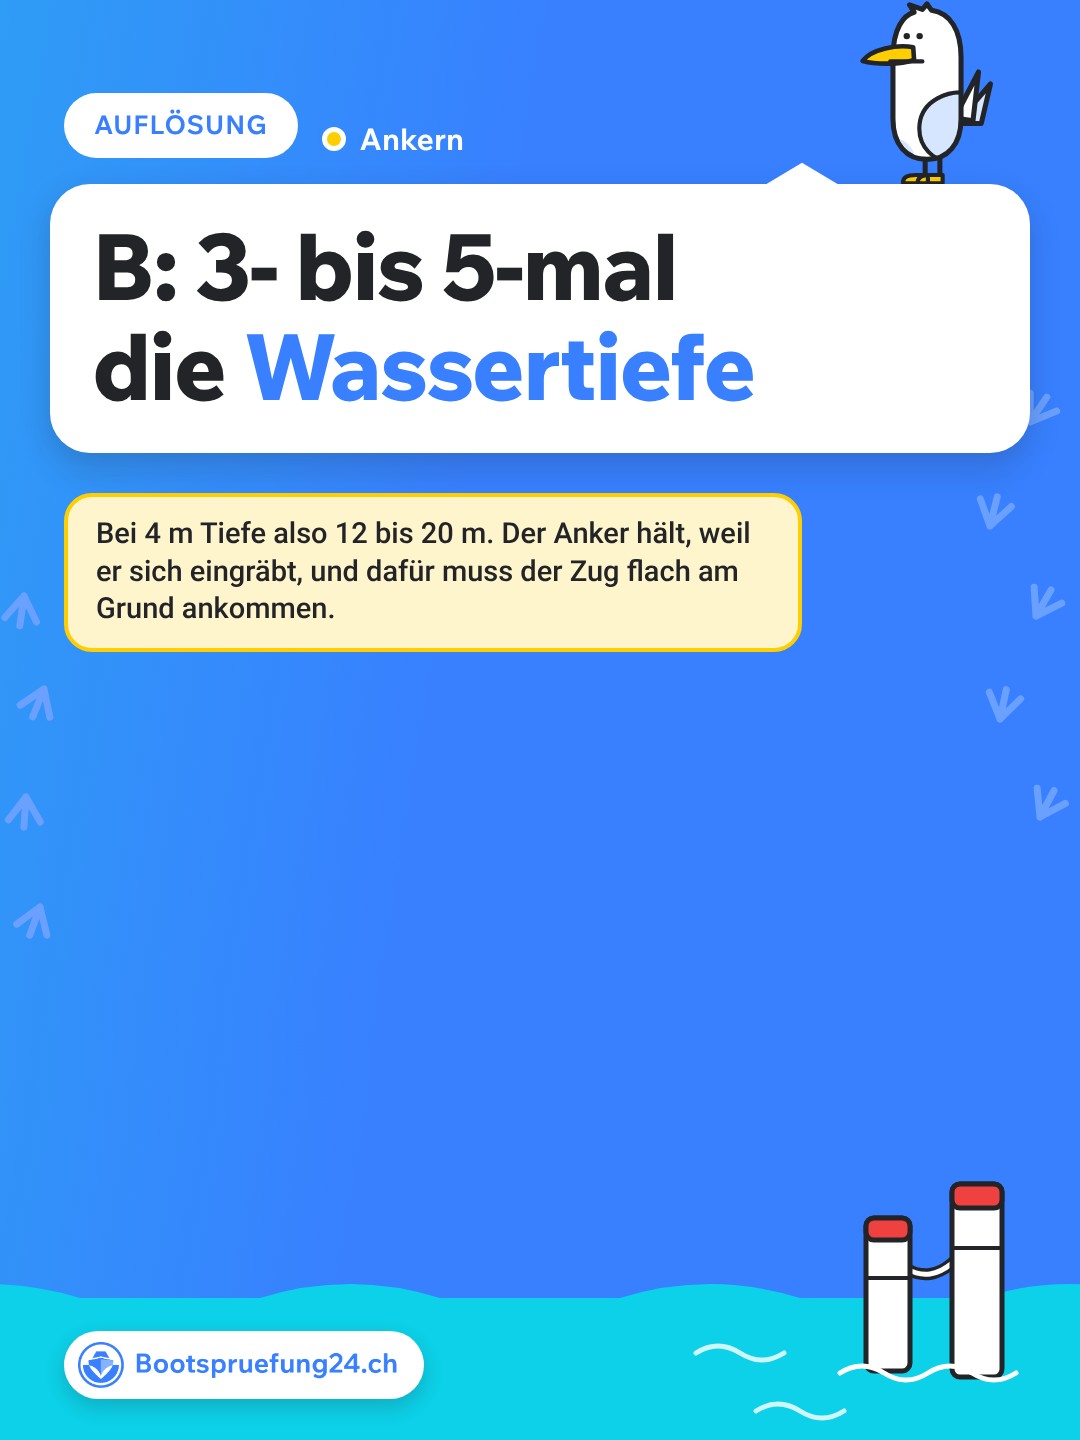 AUFLÖSUNG
Ankern
B: 3- bis 5-mal
die Wassertiefe
Bei 4 m Tiefe also 12 bis 20 m. Der Anker hält, weil
er sich eingräbt, und dafür muss der Zug flach am
Grund ankommen.
Bootspruefung24.ch